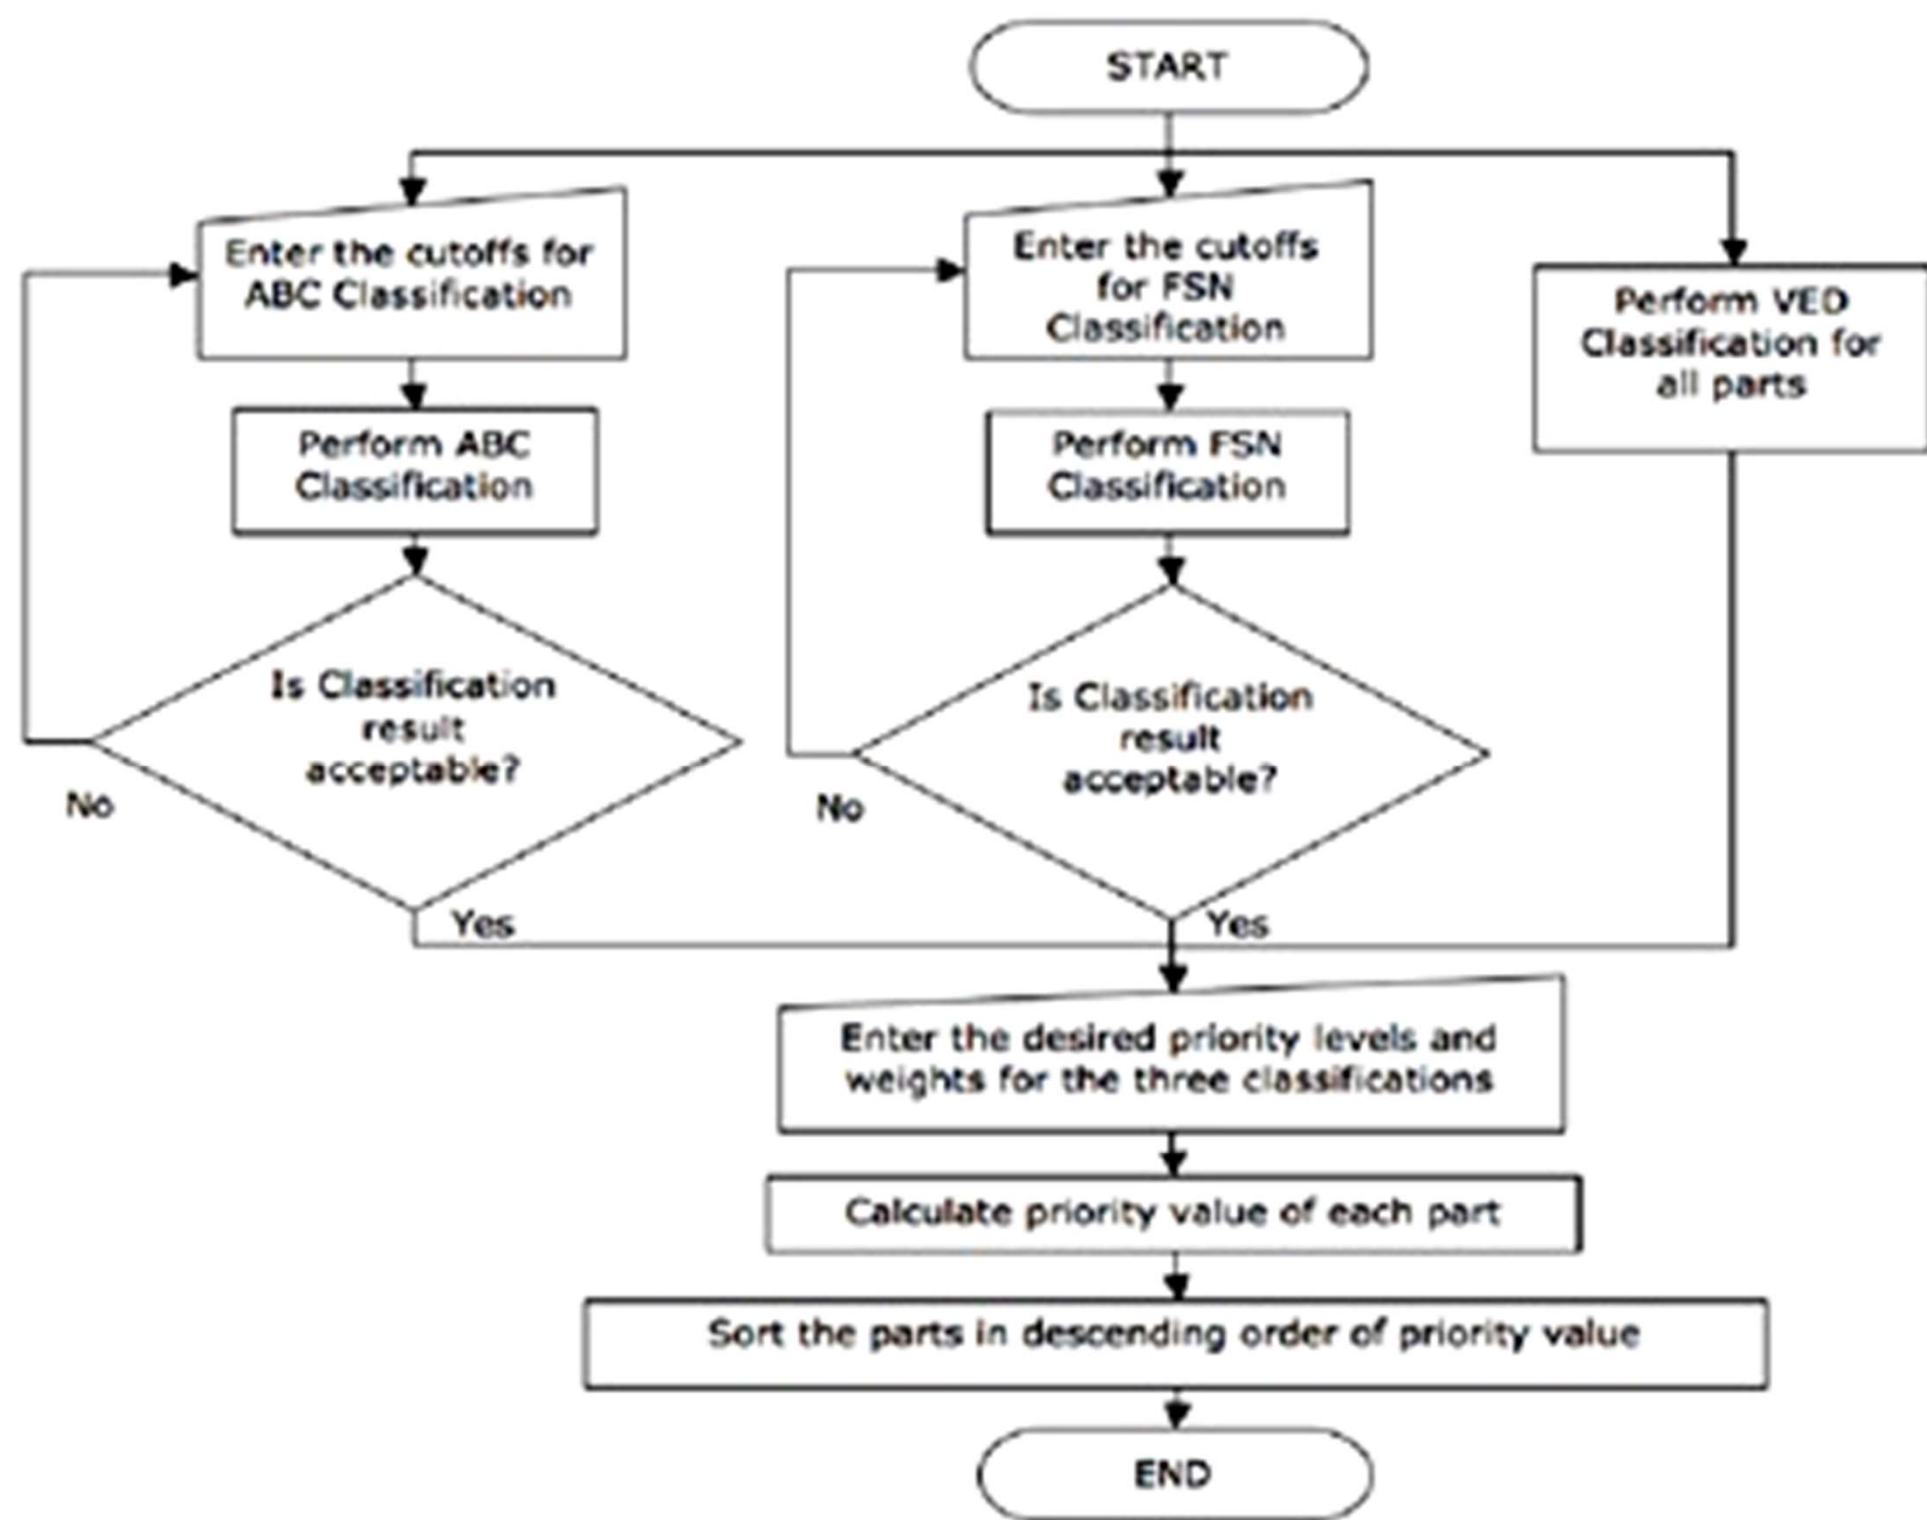 START
Enter the cutoffs for
ABC Classification
Enter the cutoffs
for FSN
Classification
Perform VED
Classification for
all parts
Perform ABC
Classification
Perform FSN
Classification
Is Classification
result
acceptable?
Is Classification
result
acceptable?
No
No
Yes
Yes
Enter the desired priority levels and
weights for the three classifications
Calculate priority value of each part
Sort the parts in descending order of priority value
END